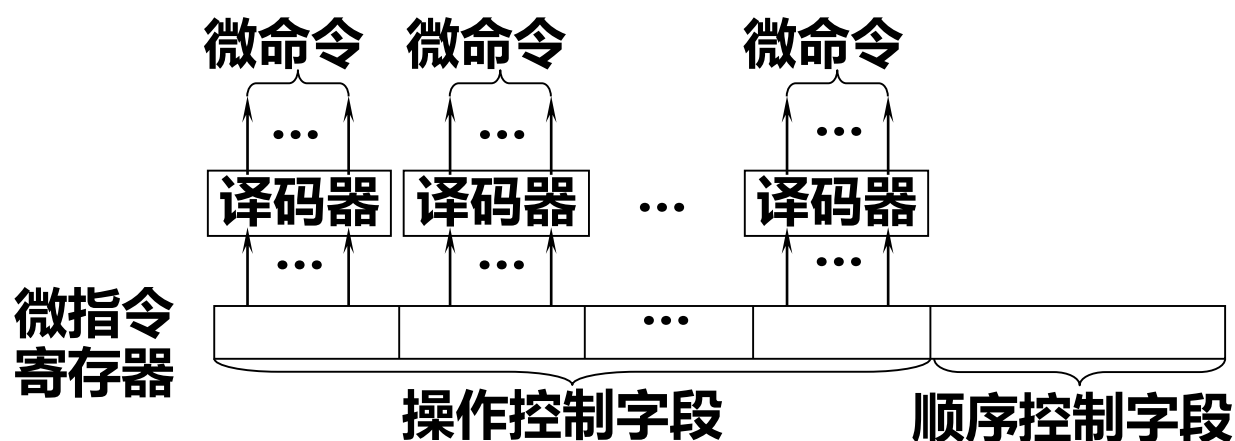 微命令 微命令 微命令
… … …
译码器 译码器 … 译码器
… … …
微指令
寄存器
…
操作控制字段 顺序控制字段